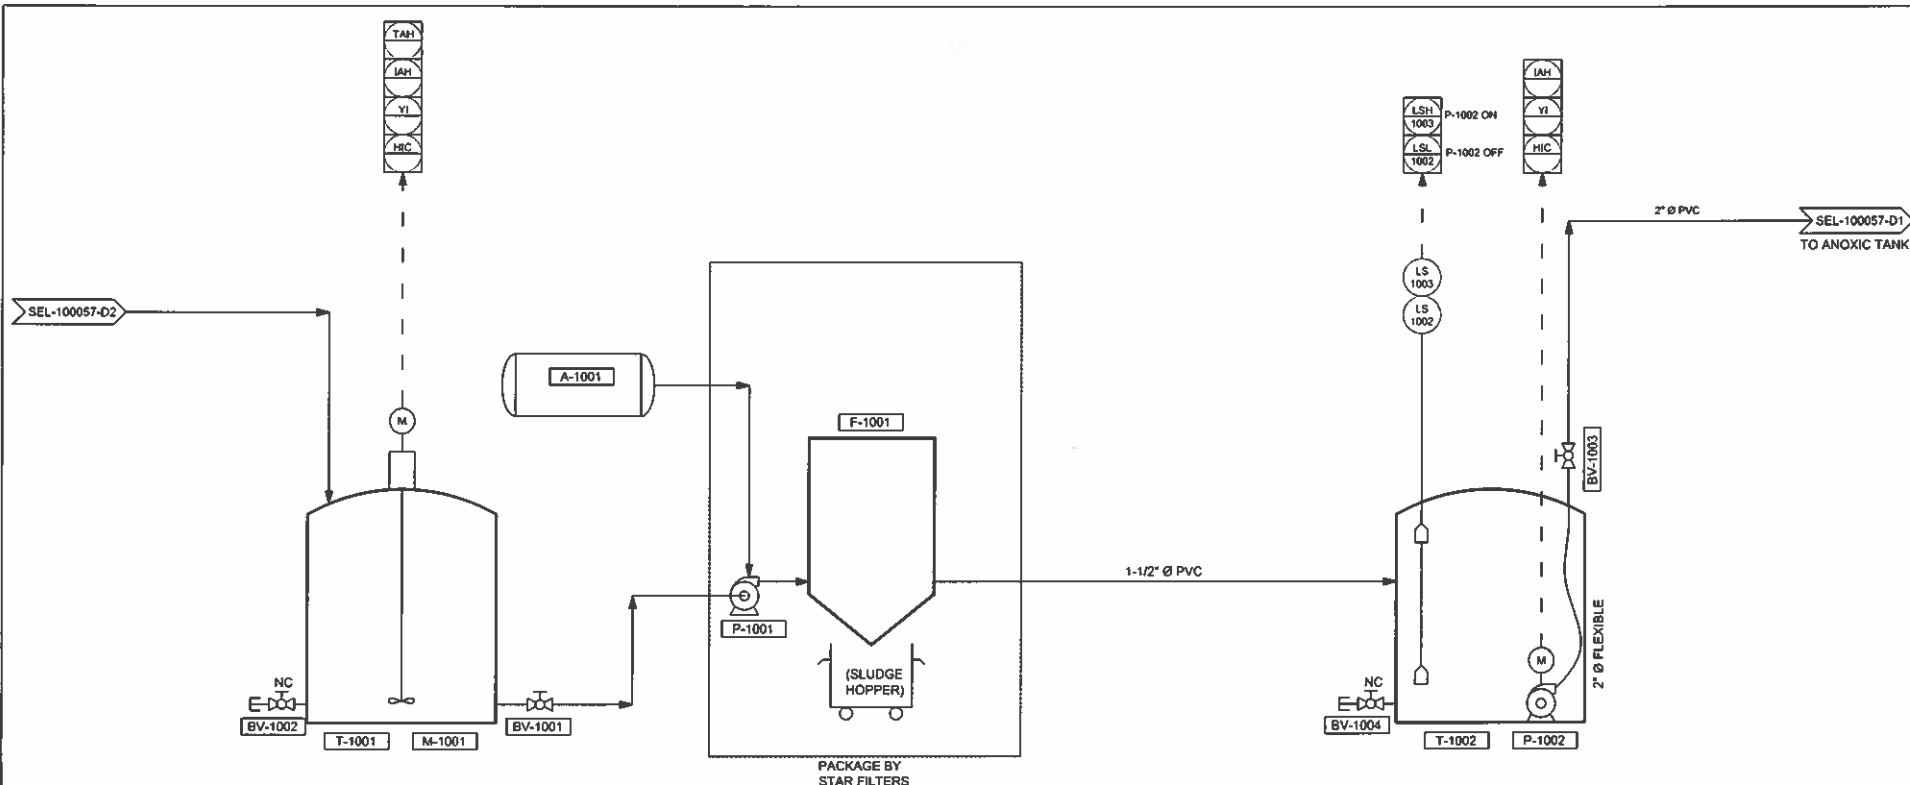 TAH
IAH
YI
HIC
LSH
1003
P-1002 ON
LSL
1002
P-1002 OFF
IAH
YI
HIC
2" Ø PVC
SEL-100057-D1
TO ANOXIC TANK
LS
1003
LS
1002
SEL-100057-D2
A-1001
M
F-1001
BV-1003
1-1/2" Ø PVC
P-1001
2" Ø FLEXIBLE
M
(SLUDGE
HOPPER)
NC
BV-1002
BV-1001
NC
BV-1004
T-1001
M-1001
T-1002
P-1002
PACKAGE BY
STAR FILTERS